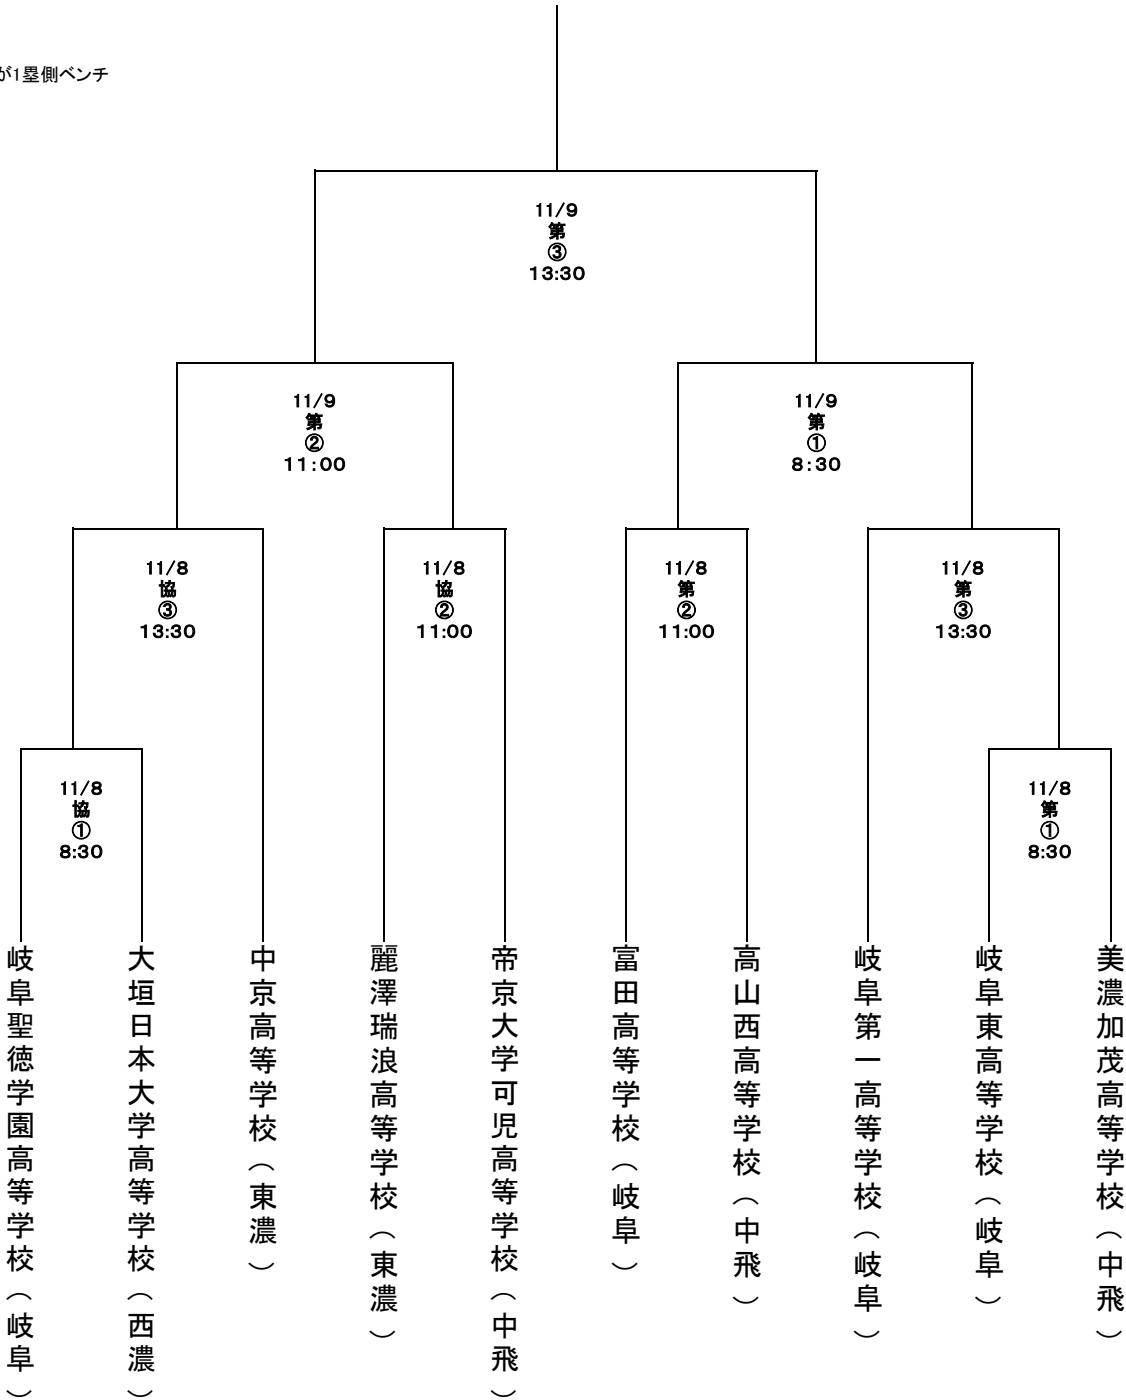 が1塁側ベンチ
11/9
第
③
13:30
11/9
第
②
11:00
11/9
第
①
8:30
11/8
協
③
13:30
11/8
協
②
11:00
11/8
第
②
11:00
11/8
第
③
13:30
11/8
協
①
8:30
11/8
第
①
8:30
岐阜聖徳学園高等学校（岐阜）
大垣日本大学高等学校（西濃）
中京高等学校（東濃）
麗澤瑞浪高等学校（東濃）
帝京大学可児高等学校（中飛）
富田高等学校（岐阜）
高山西高等学校（中飛）
岐阜第一高等学校（岐阜）
岐阜東高等学校（岐阜）
美濃加茂高等学校（中飛）